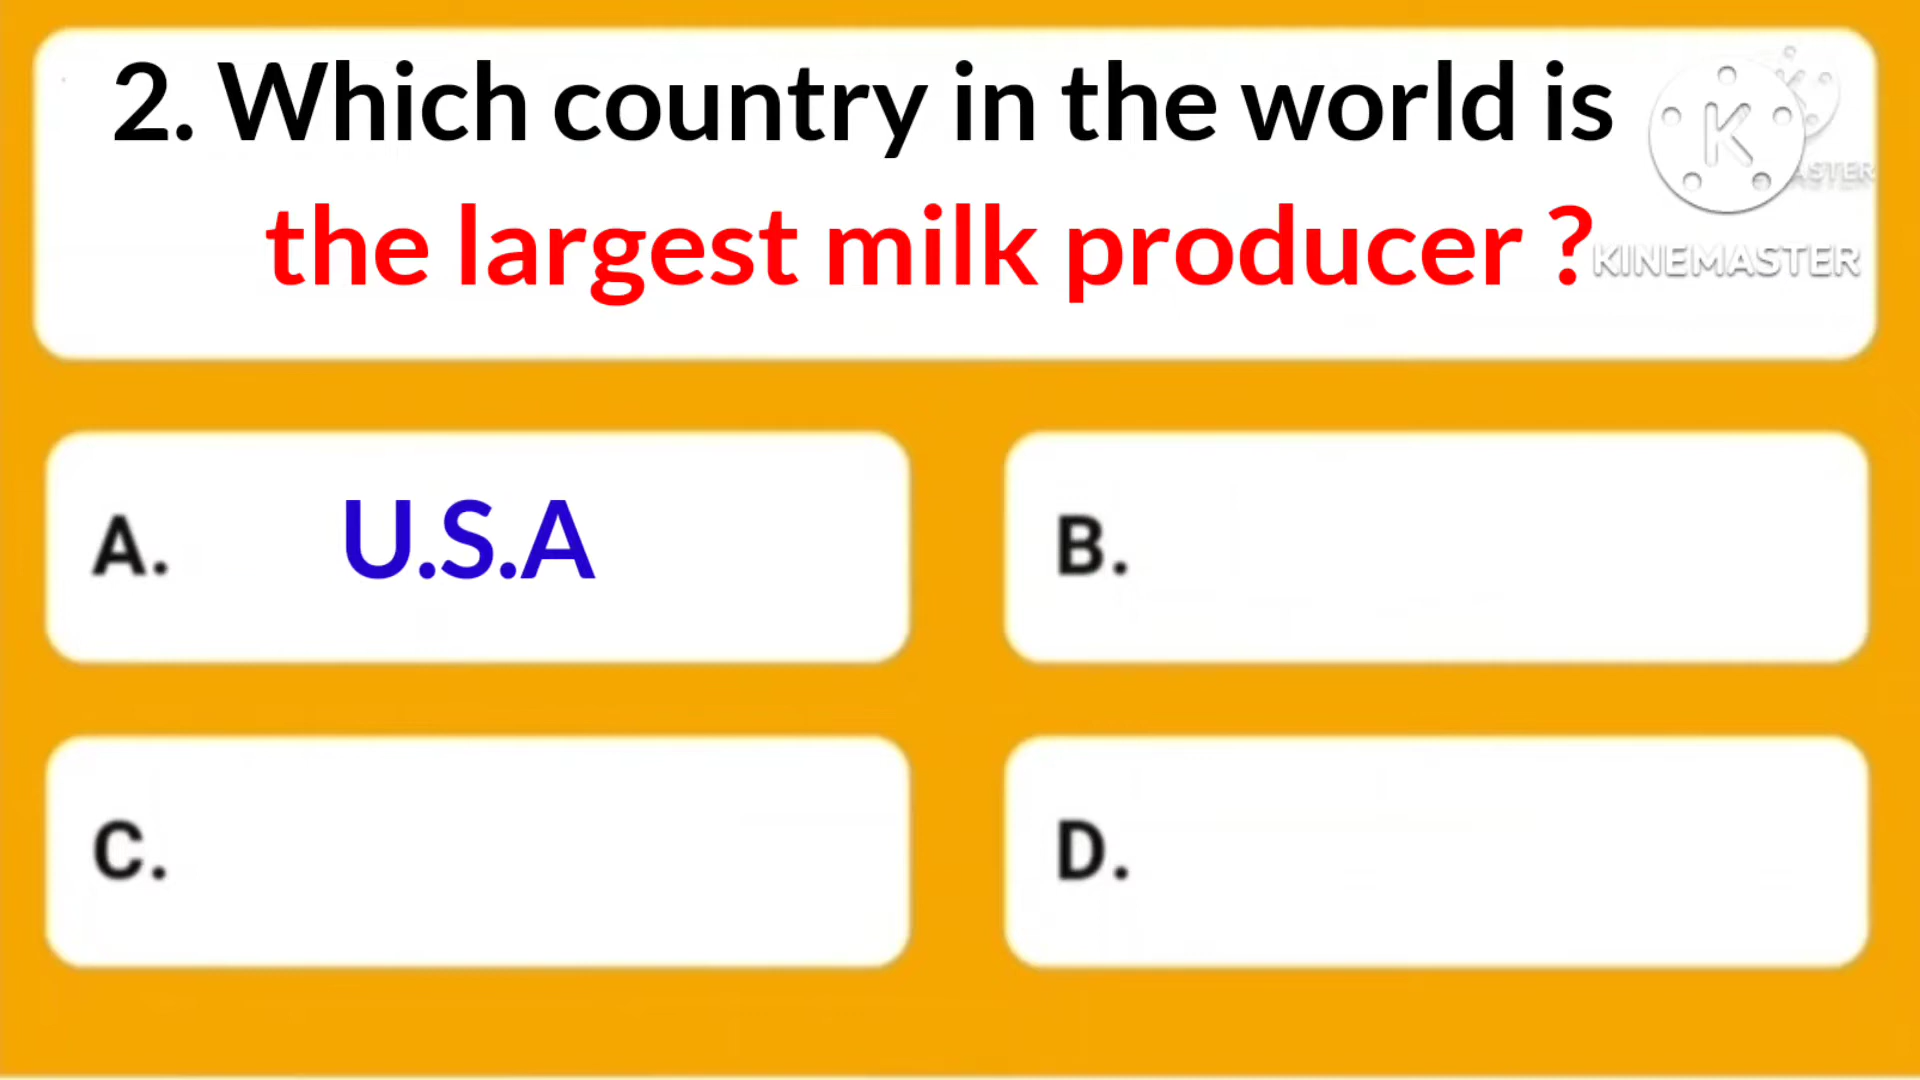 2. Which country in the world is
the largest milk producer ?
K
KINEMASTER
A. U.S.A
B.
C.
D.